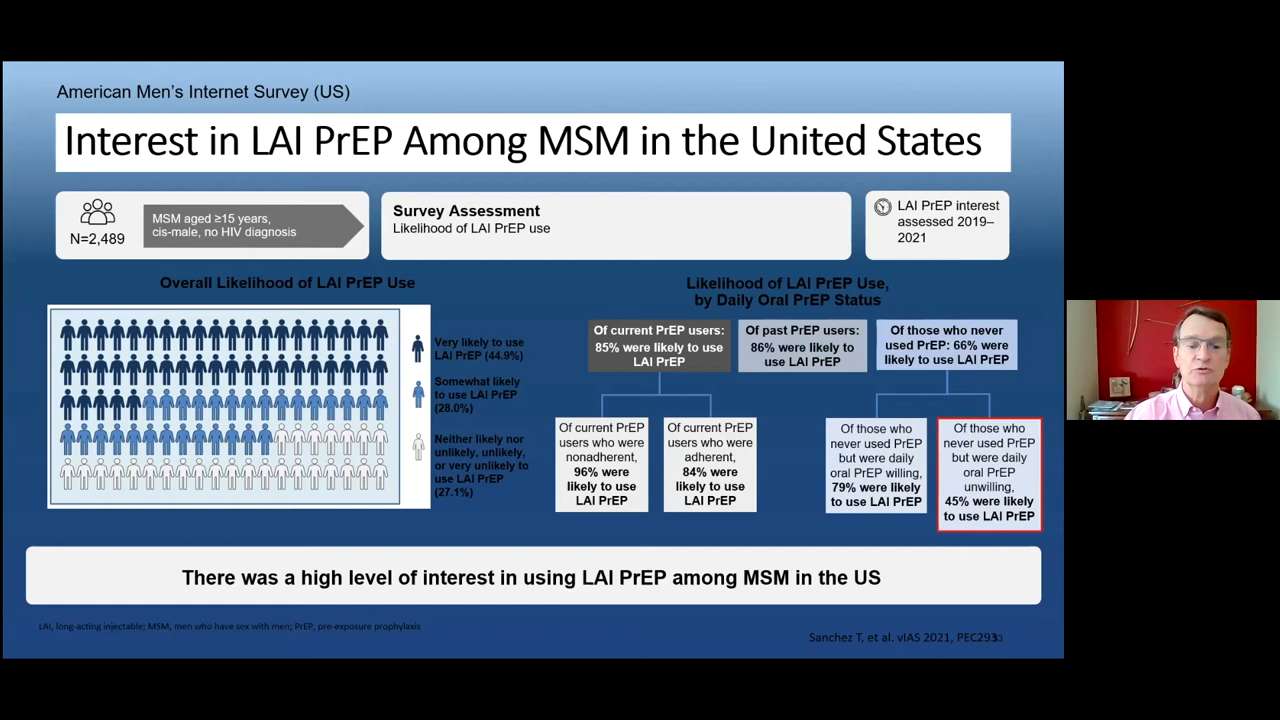 American Men's Internet Survey (US)
Interest in LAI PrEP Among MSM in the United States
N=2,489
MSM aged ≥15 years,
cis-male, no HIV diagnosis
Survey Assessment
Likelihood of LAI PrEP use
LAI PrEP interest
assessed 2019–
2021
Overall Likelihood of LAI PrEP Use
Very likely to use
LAI PrEP (44.9%)
Somewhat likely
to use LAI PrEP
(28.0%)
Neither likely nor
unlikely, unlikely,
or very unlikely to
use LAI PrEP
(27.1%)
Likelihood of LAI PrEP Use,
by Daily Oral PrEP Status
Of current PrEP users:
85% were likely to use
LAI PrEP
Of past PrEP users:
86% were likely to
use LAI PrEP
Of those who never
used PrEP: 66% were
likely to use LAI PrEP
Of current PrEP
users who were
nonadherent,
96% were
likely to use
LAI PrEP
Of current PrEP
users who were
adherent,
84% were
likely to use
LAI PrEP
Of those who
never used PrEP
but were daily
oral PrEP willing,
79% were likely
to use LAI PrEP
Of those who
never used PrEP
but were daily
oral PrEP
unwilling,
45% were likely
to use LAI PrEP
There was a high level of interest in using LAI PrEP among MSM in the US
LAI, long-acting injectable; MSM, men who have sex with men; PrEP, pre-exposure prophylaxis
Sanchez T, et al. vIAS 2021, PEC293